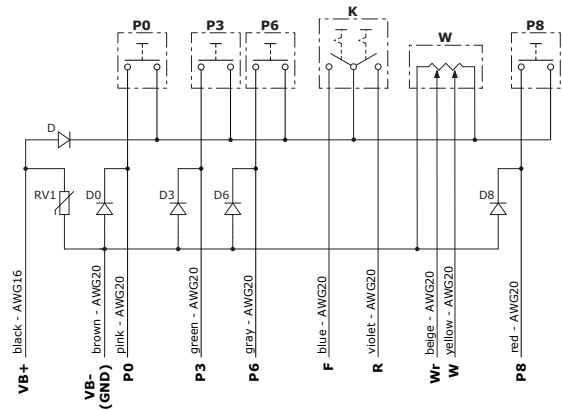 P0
P3
P6
K
W
P8
D
RV1
D0
D3
D6
D8
black - AWG16
brown - AWG20
pink - AWG20
green - AWG20
gray - AWG20
blue - AWG20
violet - AWG20
beige - AWG20
yellow - AWG20
red - AWG20
VB+
VB-
(GND)
P0
P3
P6
F
R
Wr
W
P8